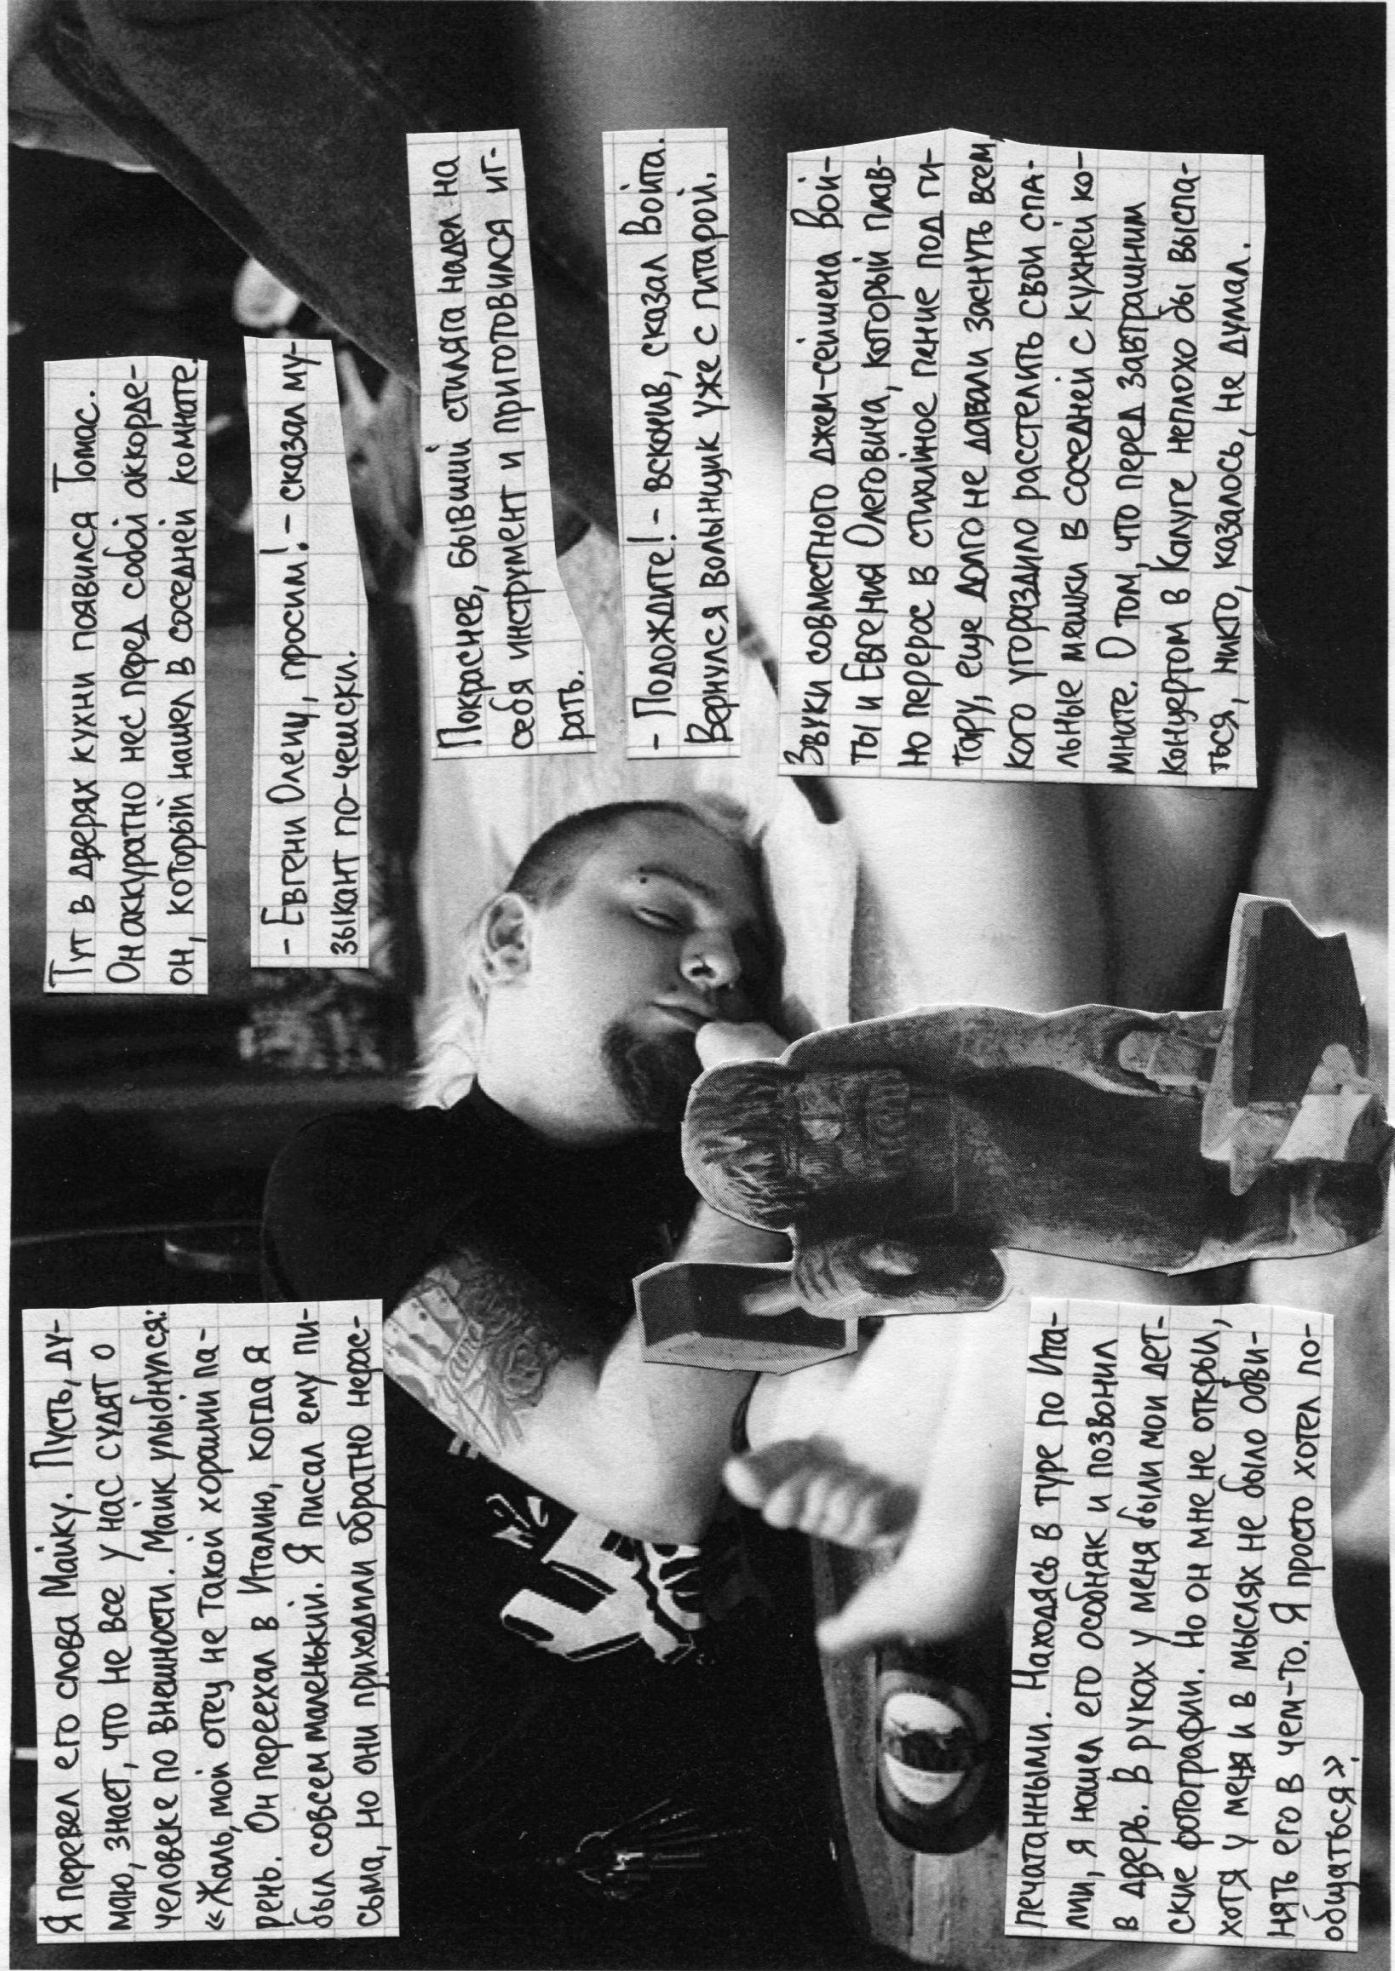 Я перевел его слова Майку. Пусть, ду-
маю, знает, что не все у нас судят о
человеке по внешности. Майк улыбнулся:
«Жаль, мой отец не такой хороший па-
рень. Он переехал в Италию, когда я
был совсем маленький. Я писал ему пи-
сьма, но они приходили обратно нерас-
печатанными. Находясь в туре по Ита-
лии, я нашел его особняк и позвонил
в дверь. В руках у меня были мои дет-
ские фотографии. Но он мне не открыл,
хотя у меня и в мыслях не было обви-
нять его в чем-то. Я просто хотел по-
общаться».
Тут в дверях кухни появился Томас.
Он аккуратно нес перед собой аккорде-
он, который нашел в соседней комнате.
- Евгени Олец, просим! - сказал му-
зыкант по-чешски.
Покраснев, бывший стиляга надел на
себя инструмент и приготовился иг-
рать.
- Подождите! - вскочив, сказал Войта.
Вернулся волынщик уже с гитарой.
Звуки совместного джем-сейшена Вой-
ты и Евгения Олеговича, который плав-
но перерос в стихийное пение под ги-
тару, еще долго не давали заснуть всем,
кого угораздило расстелить свои спа-
льные мешки в соседней с кухней ко-
мнате. О том, что перед завтрашним
концертом в Калуге неплохо бы выспа-
ться, никто, казалось, не думал.